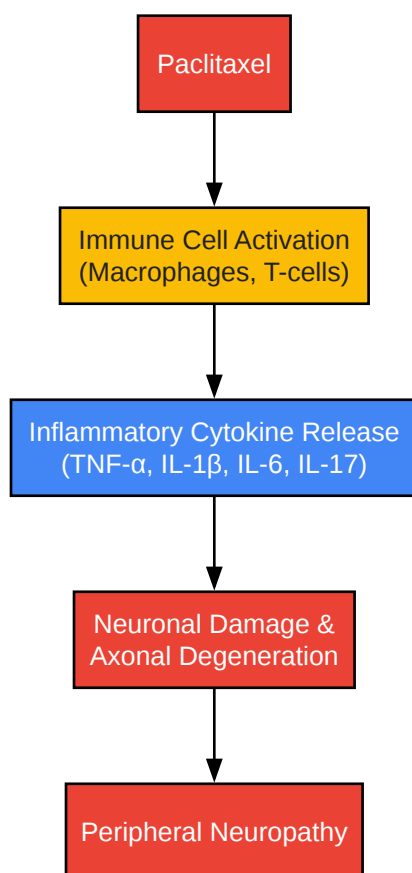 Paclitaxel
Immune Cell Activation
(Macrophages, T-cells)
Inflammatory Cytokine Release
(TNF-α, IL-1β, IL-6, IL-17)
Neuronal Damage &
Axonal Degeneration
Peripheral Neuropathy